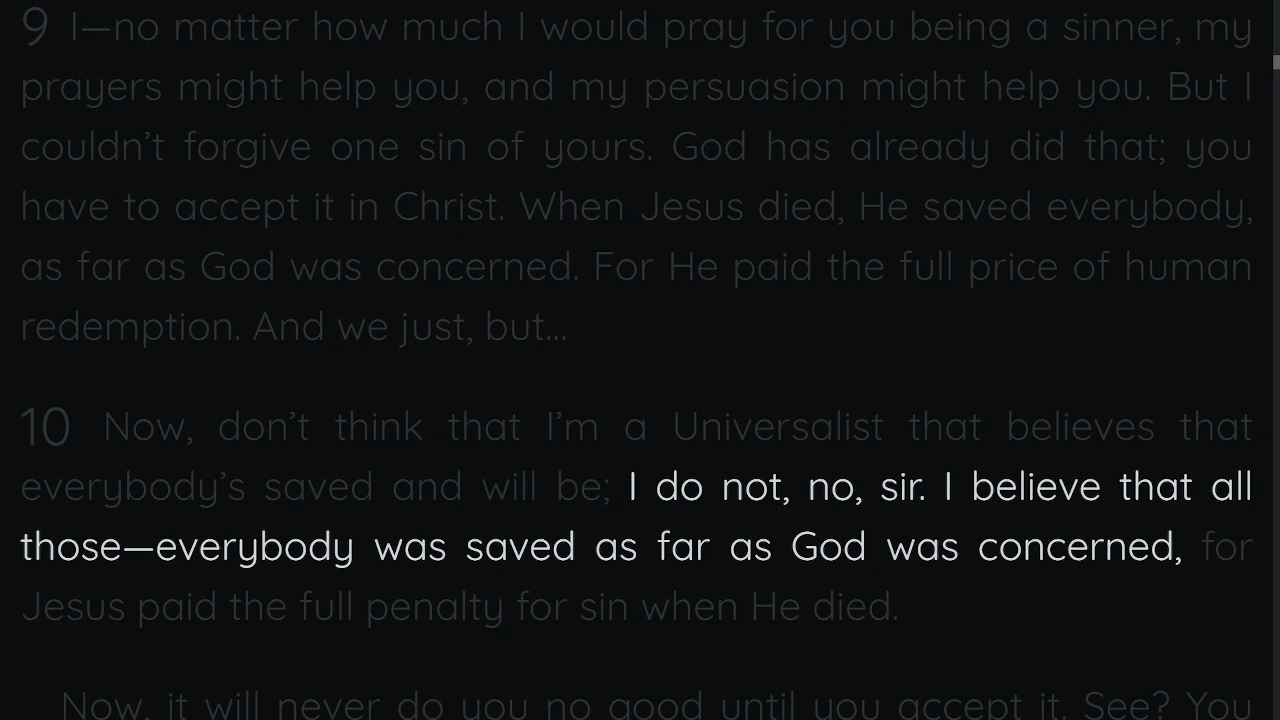 9 I—no matter how much I would pray for you being a sinner, my
prayers might help you, and my persuasion might help you. But I
couldn’t forgive one sin of yours. God has already did that; you
have to accept it in Christ. When Jesus died, He saved everybody,
as far as God was concerned. For He paid the full price of human
redemption. And we just, but...
10 Now, don’t think that I’m a Universalist that believes that
everybody’s saved and will be; I do not, no, sir. I believe that all
those—everybody was saved as far as God was concerned, for
Jesus paid the full penalty for sin when He died.
Now, it will never do you no good until you accept it. See? You